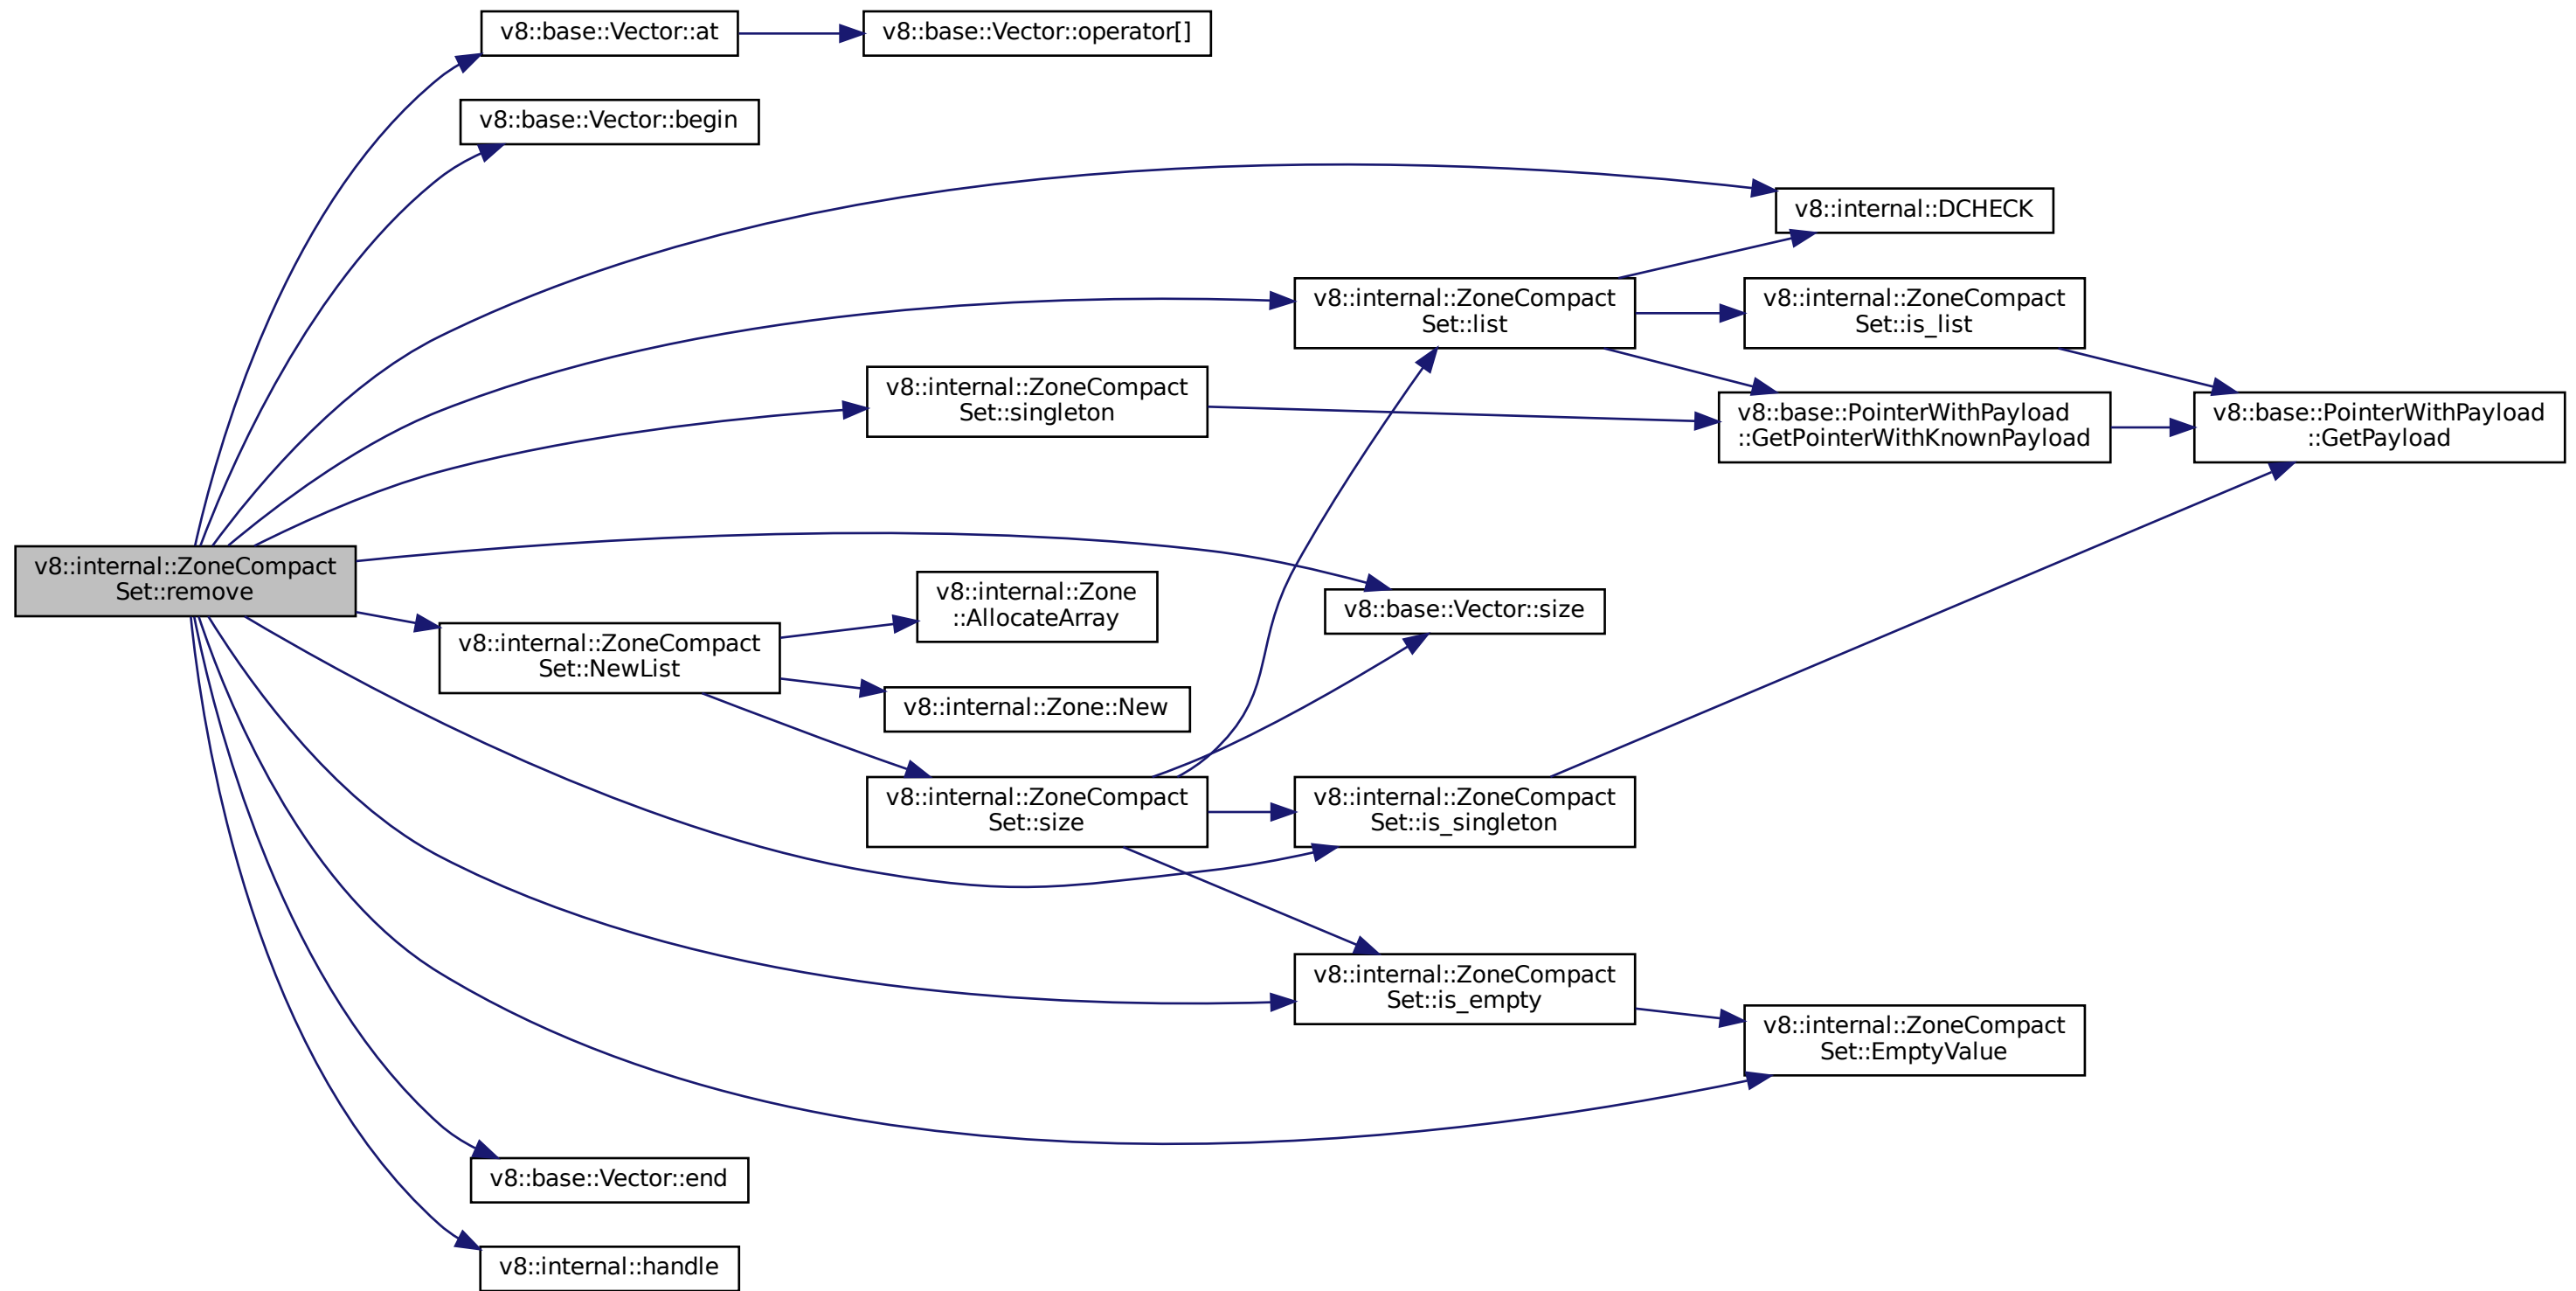 v8::base::Vector::at
v8::base::Vector::operator[]
v8::base::Vector::begin
v8::internal::DCHECK
v8::internal::ZoneCompact
Set::list
v8::internal::ZoneCompact
Set::is_list
v8::internal::ZoneCompact
Set::singleton
v8::base::PointerWithPayload
::GetPointerWithKnownPayload
v8::base::PointerWithPayload
::GetPayload
v8::internal::ZoneCompact
Set::remove
v8::internal::Zone
::AllocateArray
v8::base::Vector::size
v8::internal::ZoneCompact
Set::NewList
v8::internal::Zone::New
v8::internal::ZoneCompact
Set::size
v8::internal::ZoneCompact
Set::is_singleton
v8::internal::ZoneCompact
Set::is_empty
v8::internal::ZoneCompact
Set::EmptyValue
v8::base::Vector::end
v8::internal::handle